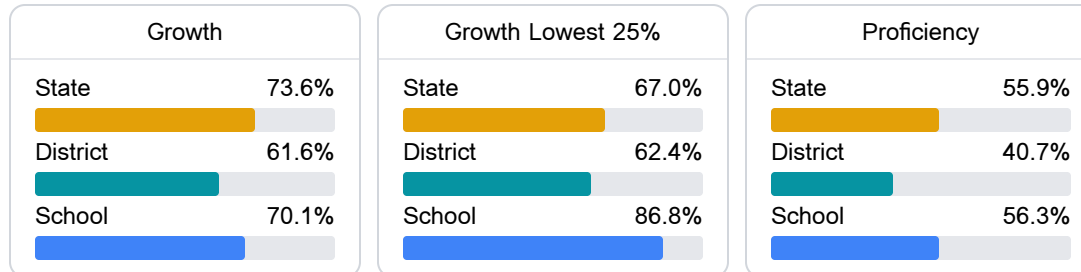 Growth
State 73.6%
District 61.6%
School 70.1%
Growth Lowest 25%
State 67.0%
District 62.4%
School 86.8%
Proficiency
State 55.9%
District 40.7%
School 56.3%